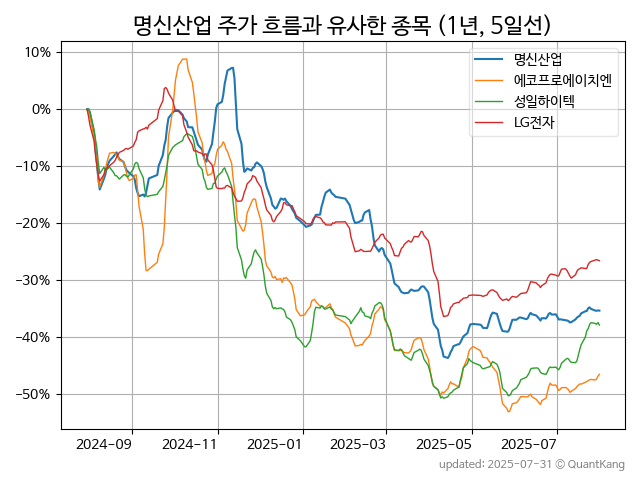 명신산업 주가 흐름과 유사한 종목 (1년, 5일선)
명신산업
에코프로에이치엔
성일하이텍
LG전자
10%
0%
−10%
−20%
−30%
−40%
−50%
2024−09
2024−11
2025−01
2025−03
2025−05
2025−07
updated: 2025-07-31 © QuantKang